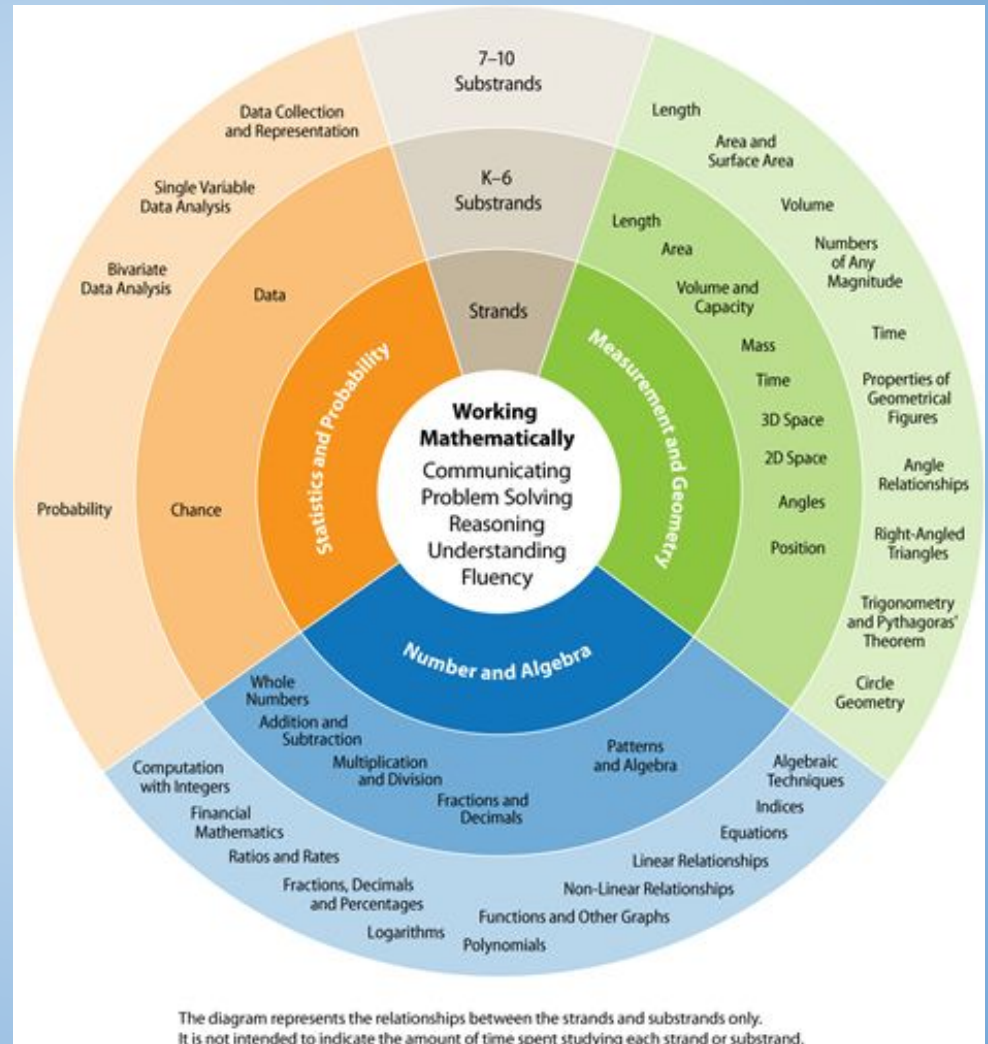 7–10
Substrands
K–6
Substrands
Strands
Working
Mathematically
Communicating
Problem Solving
Reasoning
Understanding
Fluency
Measurement and Geometry
Length
Area
Volume and
Capacity
Mass
Time
3D Space
2D Space
Angles
Position
Length
Area and
Surface Area
Volume
Numbers
of Any
Magnitude
Time
Properties of
Geometrical
Figures
Angle
Relationships
Right-Angled
Triangles
Trigonometry
and Pythagoras'
Theorem
Circle
Geometry
Number and Algebra
Whole
Numbers
Addition and
Subtraction
Multiplication
and Division
Fractions and
Decimals
Patterns
and Algebra
Computation
with Integers
Financial
Mathematics
Ratios and Rates
Fractions, Decimals
and Percentages
Logarithms
Polynomials
Functions and Other Graphs
Non-Linear Relationships
Linear Relationships
Equations
Indices
Algebraic
Techniques
Statistics and Probability
Data
Chance
Data Collection
and Representation
Single Variable
Data Analysis
Bivariate
Data Analysis
Probability
The diagram represents the relationships between the strands and substrands only.
It is not intended to indicate the amount of time spent studying each strand or substrand.